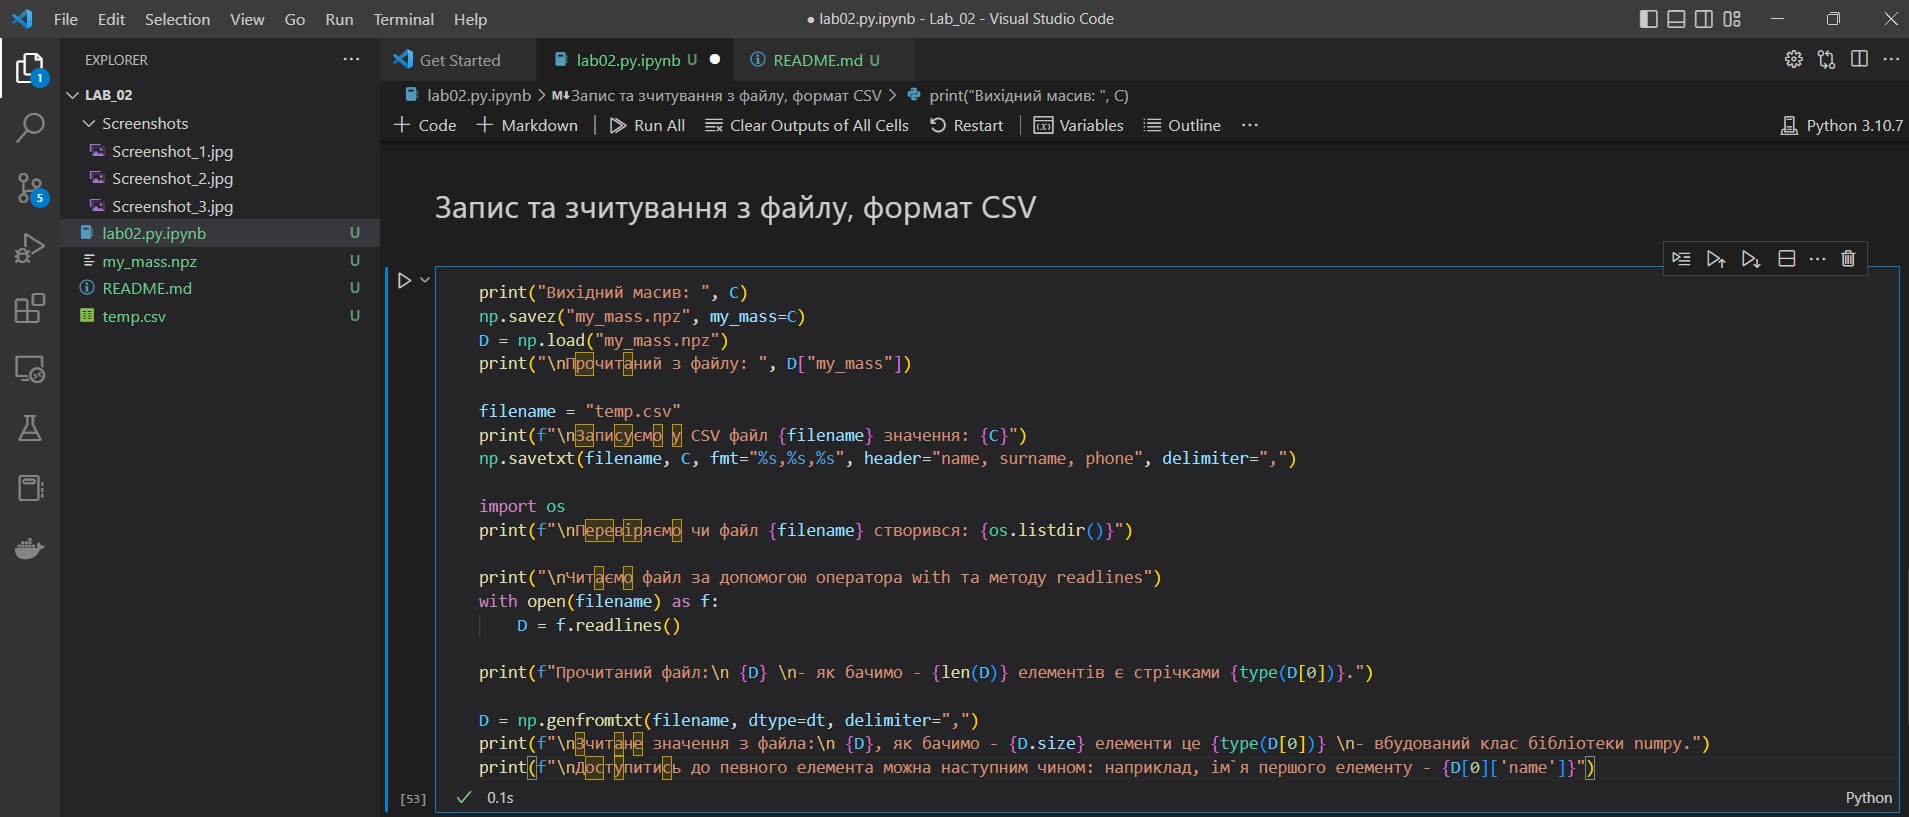 File Edit Selection View Go Run Terminal Help
● lab02.py.ipynb - Lab_02 - Visual Studio Code
EXPLORER ···
Get Started
lab02.py.ipynb U ●
README.md U
1
LAB_02
Screenshots
Screenshot_1.jpg
Screenshot_2.jpg
Screenshot_3.jpg
5
lab02.py.ipynb U
my_mass.npz U
README.md U
temp.csv U
lab02.py.ipynb > M↓Запис та зчитування з файлу, формат CSV > print("Вихідний масив: ", C)
+ Code + Markdown | Run All Clear Outputs of All Cells Restart | Variables Outline ··· Python 3.10.7
Запис та зчитування з файлу, формат CSV
print("Вихідний масив: ", C)
np.savez("my_mass.npz", my_mass=C)
D = np.load("my_mass.npz")
print("\nПрочитаний з файлу: ", D["my_mass"])
filename = "temp.csv"
print(f"\nЗаписуємо у CSV файл {filename} значення: {C}")
np.savetxt(filename, C, fmt="%s,%s,%s", header="name, surname, phone", delimiter=",")
import os
print(f"\nПеревіряємо чи файл {filename} створився: {os.listdir()}")
print("\nЧитаємо файл за допомогою оператора with та методу readlines")
with open(filename) as f:
    D = f.readlines()
print(f"Прочитаний файл:\n {D} \n- як бачимо - {len(D)} елементів є стрічками {type(D[0])}.")
D = np.genfromtxt(filename, dtype=dt, delimiter=",")
print(f"\nЗчитане значення з файла:\n {D}, як бачимо - {D.size} елементи це {type(D[0])} \n- вбудований клас бібліотеки numpy.")
print(f"\nДоступитись до певного елемента можна наступним чином: наприклад, ім`я першого елементу - {D[0]['name']}")
[53] ✓ 0.1s Python